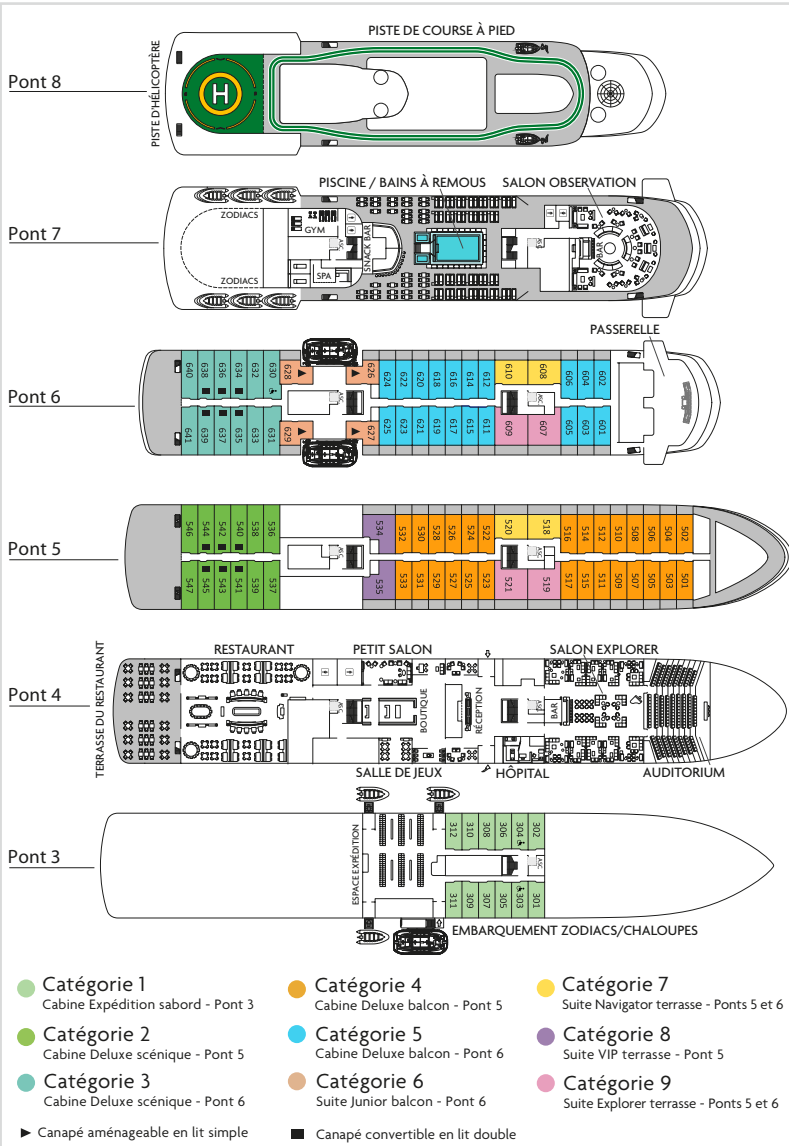 PISTE DE COURSE À PIED
Pont 8
PISTE D'HÉLICOPTÈRE
H
PISCINE / BAINS À REMOUS
SALON OBSERVATION
ZODIACS
GYM
Pont 7
ASC
SNACK BAR
ASC
BAR
SPA
ZODIACS
PASSERELLE
640 638 636 634 632 630 628 626 624 622 620 618 616 614 612 610 608 606 604 602
Pont 6
ASC
ASC
641 639 637 635 633 631 629 627 625 623 621 619 617 615 611 609 607 605 603 601
546 544 542 540 538 536 534 532 530 528 526 524 522 520 518 516 514 512 510 508 506 504 502
Pont 5
ASC
ASC
547 545 543 541 539 537 535 533 531 529 527 525 523 521 519 517 515 511 509 507 505 503 501
RESTAURANT
PETIT SALON
SALON EXPLORER
Pont 4
TERRASSE DU RESTAURANT
ASC
BOUTIQUE
RÉCEPTION
ASC
BAR
SALLE DE JEUX
HÔPITAL
AUDITORIUM
312 310 308 306 304 302
Pont 3
ESPACE EXPÉDITION
ASC
311 309 307 305 303 301
EMBARQUEMENT ZODIACS/CHALOUPES
Catégorie 1
Cabine Expédition sabord - Pont 3
Catégorie 2
Cabine Deluxe scénique - Pont 5
Catégorie 3
Cabine Deluxe scénique - Pont 6
Catégorie 4
Cabine Deluxe balcon - Pont 5
Catégorie 5
Cabine Deluxe balcon - Pont 6
Catégorie 6
Suite Junior balcon - Pont 6
Catégorie 7
Suite Navigator terrasse - Ponts 5 et 6
Catégorie 8
Suite VIP terrasse - Pont 5
Catégorie 9
Suite Explorer terrasse - Ponts 5 et 6
Canapé aménageable en lit simple
Canapé convertible en lit double